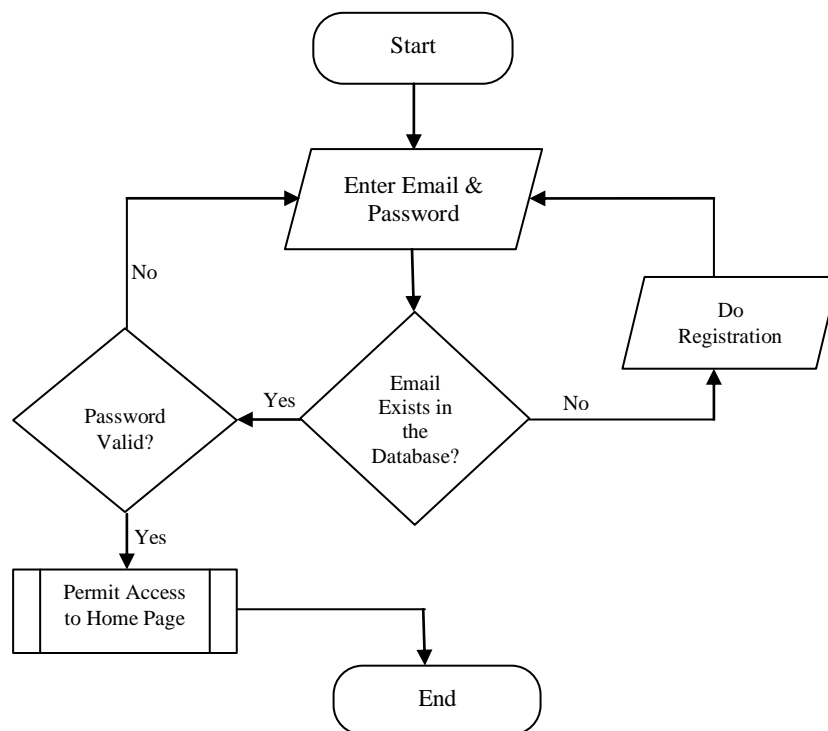 Start
Enter Email &
Password
No
Do
Registration
Email
Exists in
the
Database?
Yes
No
Password
Valid?
Yes
Permit Access
to Home Page
End